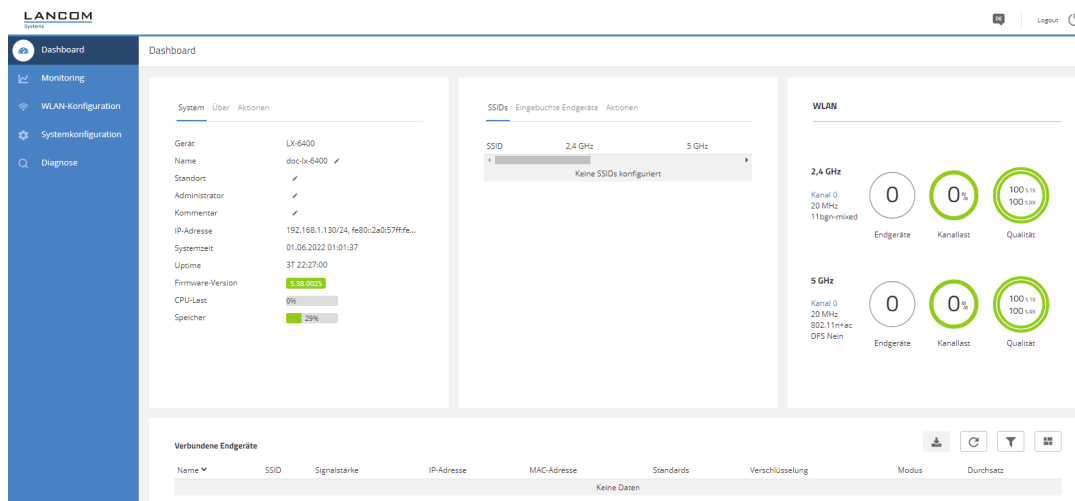 LANCOM
Systems
DE
Logout
Dashboard
Monitoring
WLAN-Konfiguration
Systemkonfiguration
Diagnose
Dashboard
System Über Aktionen
Gerät LX-6400
Name doc-lx-6400
Standort
Administrator
Kommentar
IP-Adresse 192.168.1.130/24, fe80::2a0:57ff:fe...
Systemzeit 01.06.2022 01:01:37
Uptime 3T 22:27:00
Firmware-Version 5.38.0025
CPU-Last 0%
Speicher 29%
SSIDs Eingebuchte Endgeräte Aktionen
SSID 2,4 GHz 5 GHz
Keine SSIDs konfiguriert
WLAN
2,4 GHz
Kanal 0
20 MHz
11bgn-mixed
0
Endgeräte
0%
Kanallast
100 % TX
100 % RX
Qualität
5 GHz
Kanal 0
20 MHz
802.11n+ac
DFS Nein
0
Endgeräte
0%
Kanallast
100 % TX
100 % RX
Qualität
Verbundene Endgeräte
Name SSID Signalstärke IP-Adresse MAC-Adresse Standards Verschlüsselung Modus Durchsatz
Keine Daten